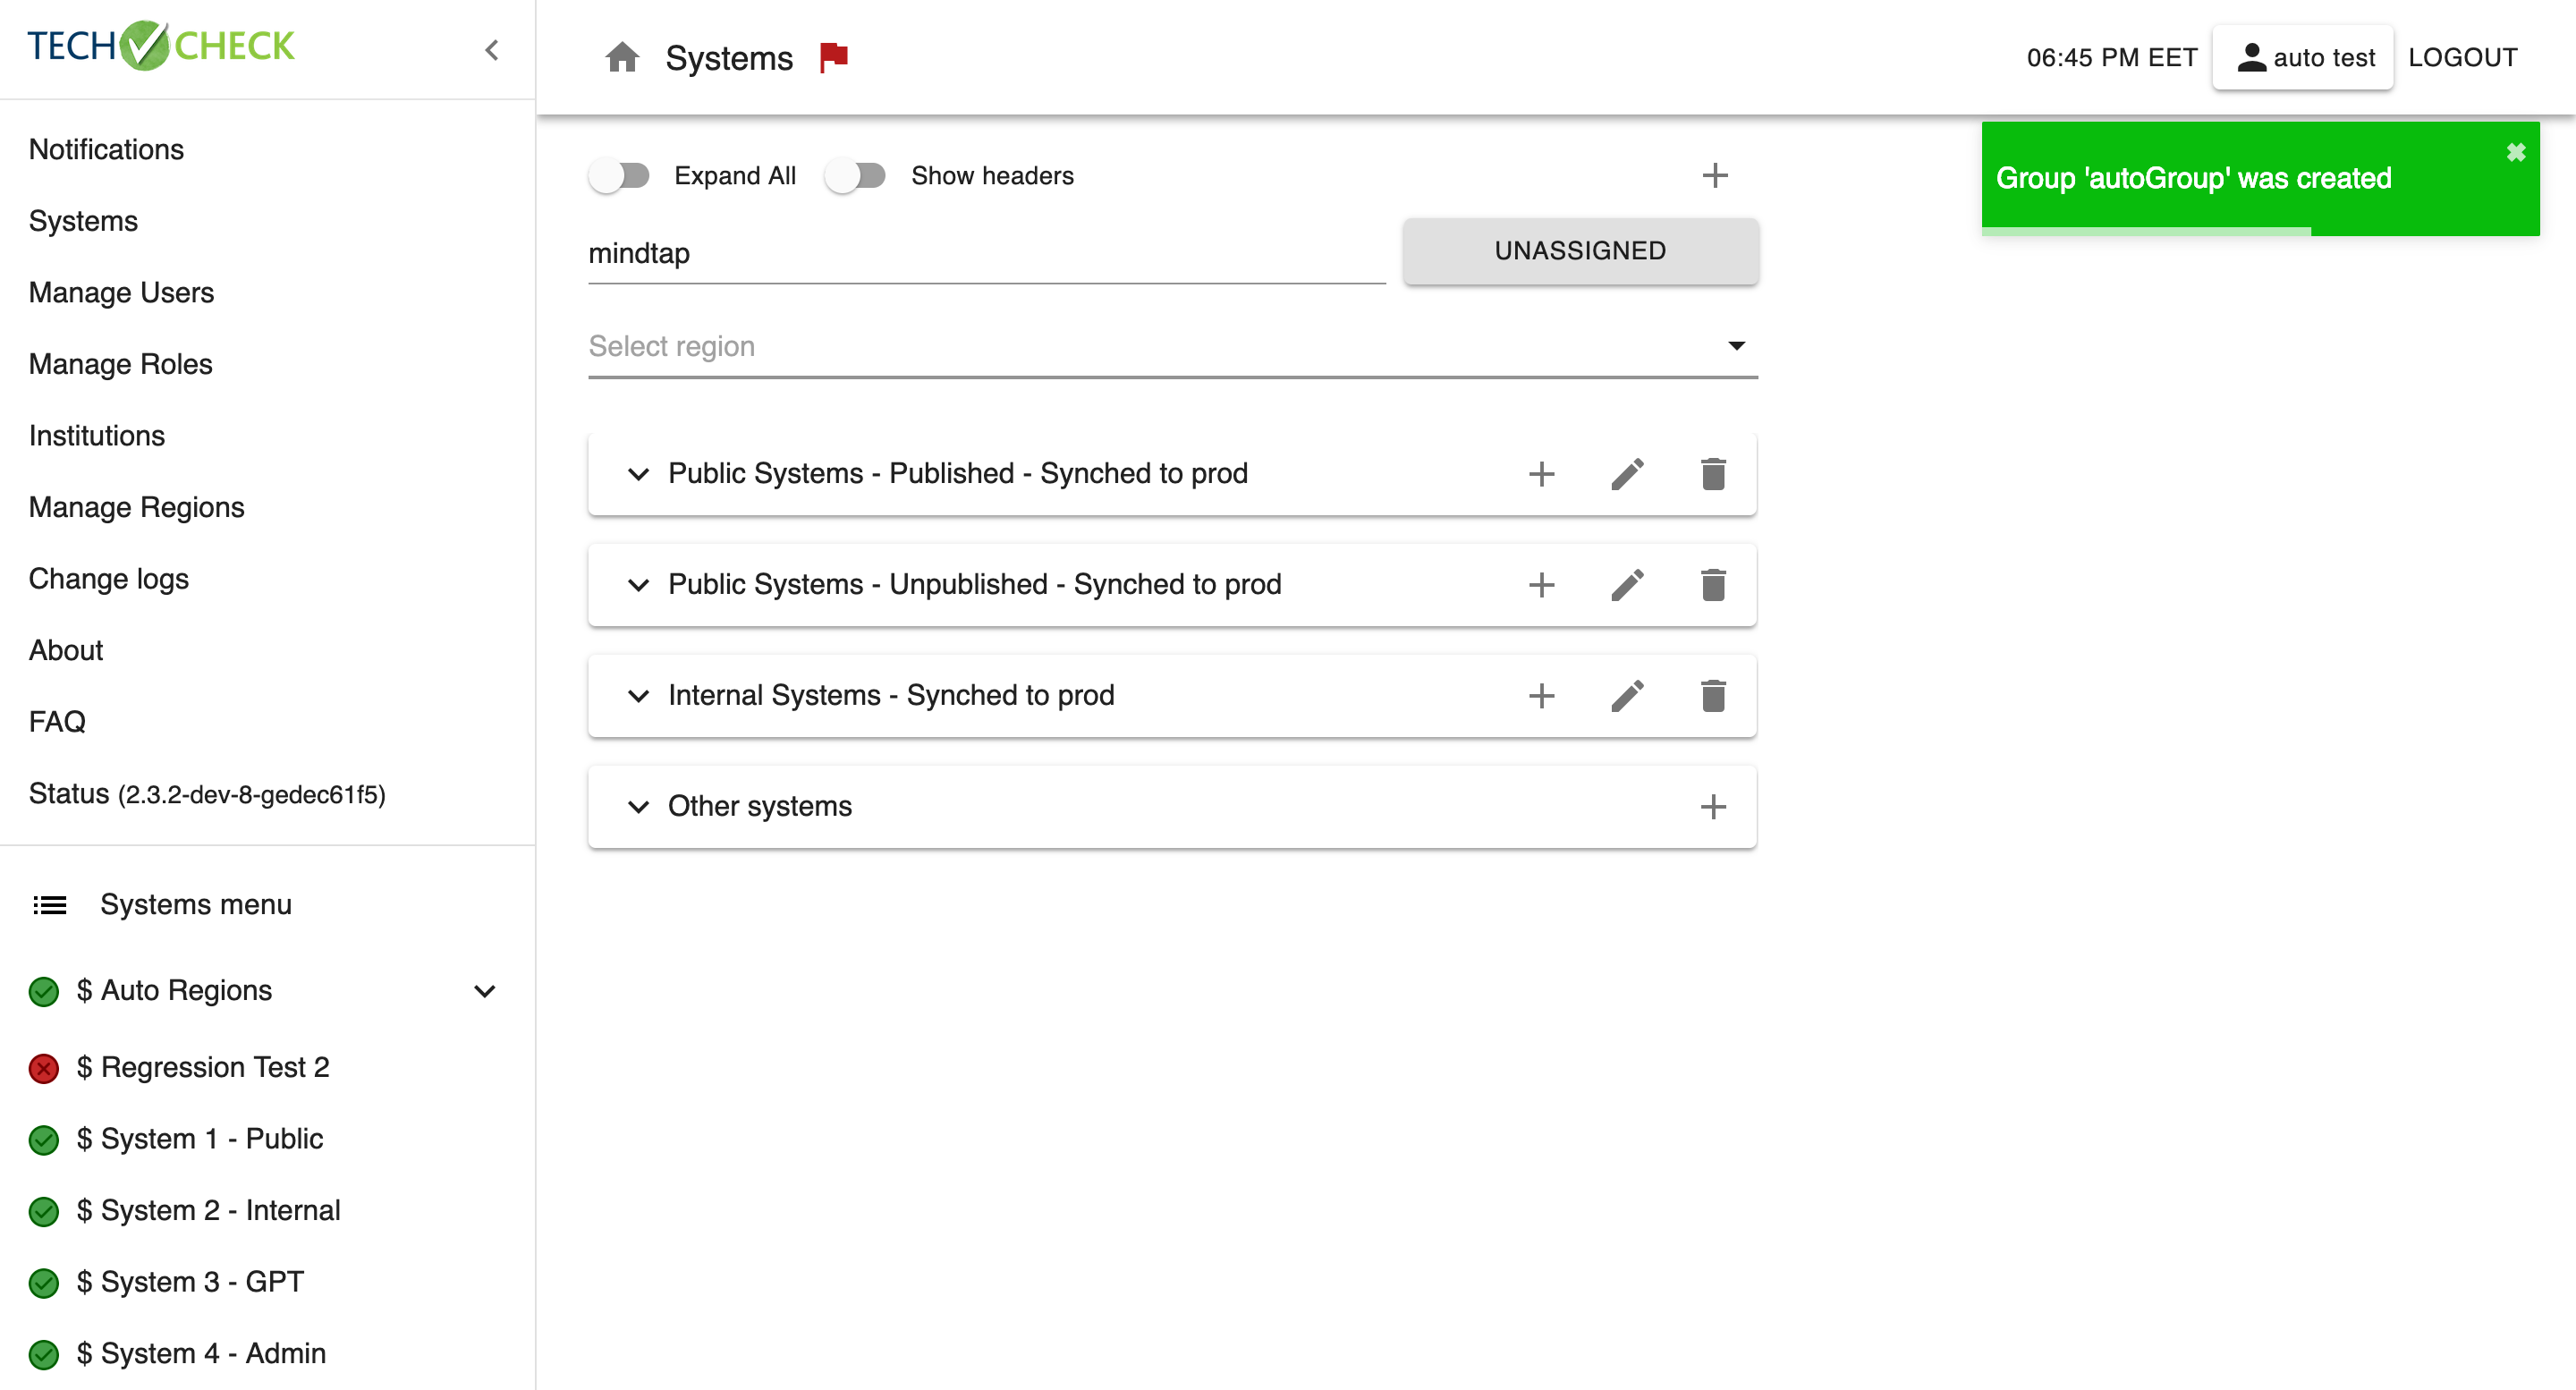 TECH CHECK
Notifications
Systems
Manage Users
Manage Roles
Institutions
Manage Regions
Change logs
About
FAQ
Status (2.3.2-dev-8-gedec61f5)
Systems menu
$ Auto Regions
$ Regression Test 2
$ System 1 - Public
$ System 2 - Internal
$ System 3 - GPT
$ System 4 - Admin
Systems
06:45 PM EET
auto test
LOGOUT
Expand All
Show headers
mindtap
UNASSIGNED
Select region
Public Systems - Published - Synched to prod
Public Systems - Unpublished - Synched to prod
Internal Systems - Synched to prod
Other systems
Group 'autoGroup' was created